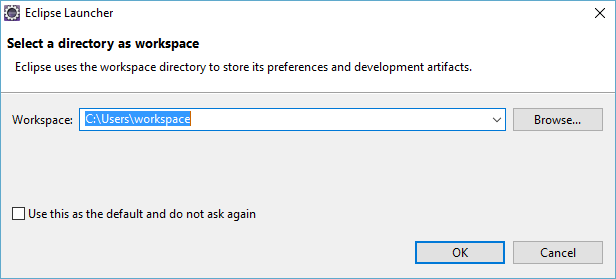 Eclipse Launcher
Select a directory as workspace
Eclipse uses the workspace directory to store its preferences and development artifacts.
Workspace: C:\Users\workspace Browse...
Use this as the default and do not ask again
OK Cancel